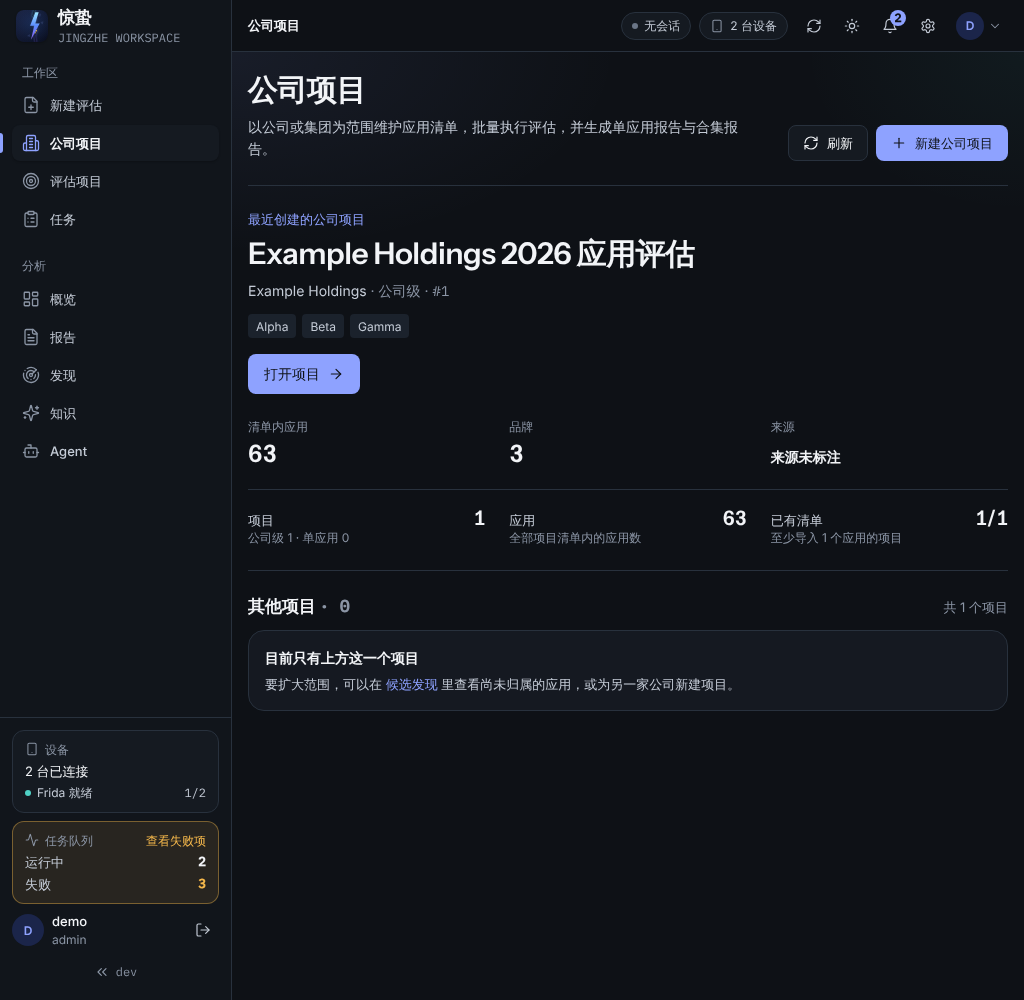 惊蛰
JINGZHE WORKSPACE
工作区
新建评估
公司项目
评估项目
任务
分析
概览
报告
发现
知识
Agent
设备
2 台已连接
Frida 就绪 1/2
任务队列 查看失败项
运行中 2
失败 3
D demo
admin
dev
公司项目
无会话
2 台设备
2
D
公司项目
以公司或集团为范围维护应用清单，批量执行评估，并生成单应用报告与合集报
告。
刷新
新建公司项目
最近创建的公司项目
Example Holdings 2026 应用评估
Example Holdings · 公司级 · #1
Alpha Beta Gamma
打开项目
清单内应用 品牌 来源
63 3 来源未标注
项目 1 应用 63 已有清单 1/1
公司级 1 · 单应用 0 全部项目清单内的应用数 至少导入 1 个应用的项目
其他项目 · 0 共 1 个项目
目前只有上方这一个项目
要扩大范围，可以在 候选发现 里查看尚未归属的应用，或为另一家公司新建项目。